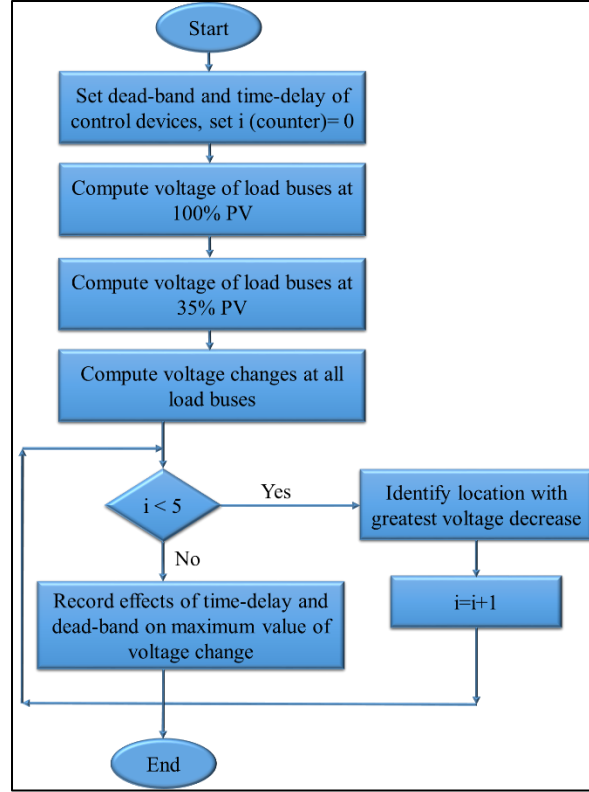 Start
Set dead-band and time-delay of
control devices, set i (counter)= 0
Compute voltage of load buses at
100% PV
Compute voltage of load buses at
35% PV
Compute voltage changes at all
load buses
i < 5
Yes
Identify location with
greatest voltage decrease
i=i+1
No
Record effects of time-delay and
dead-band on maximum value of
voltage change
End